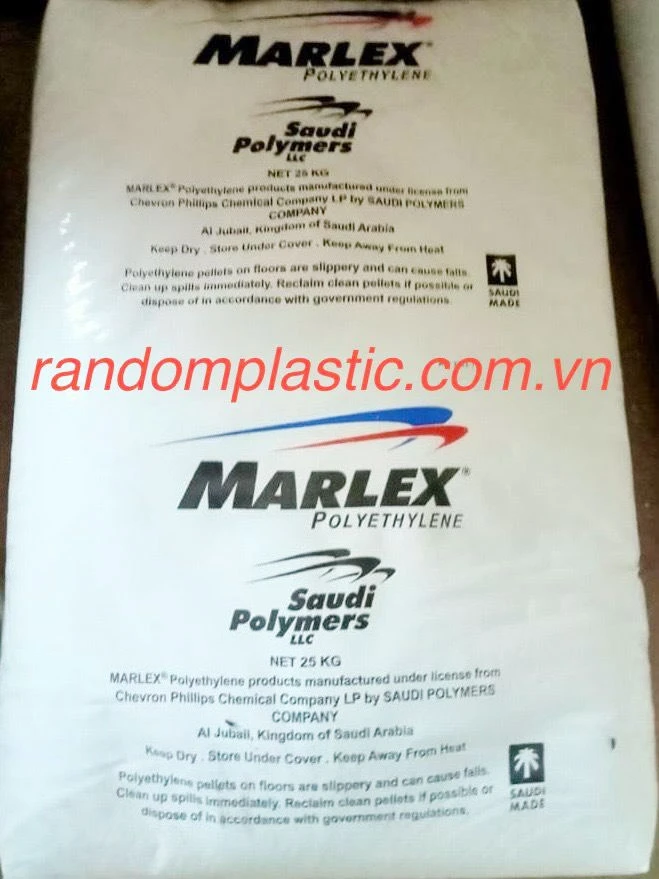 MARLEX®
POLYETHYLENE
Saudi
Polymers
LLC
NET 25 KG
MARLEX® Polyethylene products manufactured under license from
Chevron Phillips Chemical Company LP by SAUDI POLYMERS
COMPANY
Al Jubail, Kingdom of Saudi Arabia
Keep Dry . Store Under Cover . Keep Away From Heat
Polyethylene pellets on floors are slippery and can cause falls.
Clean up spills immediately. Reclaim clean pellets if possible or
dispose of in accordance with government regulations.
SAUDI
MADE
randomplastic.com.vn
MARLEX®
POLYETHYLENE
Saudi
Polymers
LLC
NET 25 KG
MARLEX® Polyethylene products manufactured under license from
Chevron Phillips Chemical Company LP by SAUDI POLYMERS
COMPANY
Al Jubail, Kingdom of Saudi Arabia
Keep Dry . Store Under Cover . Keep Away From Heat
Polyethylene pellets on floors are slippery and can cause falls.
Clean up spills immediately. Reclaim clean pellets if possible or
dispose of in accordance with government regulations.
SAUDI
MADE